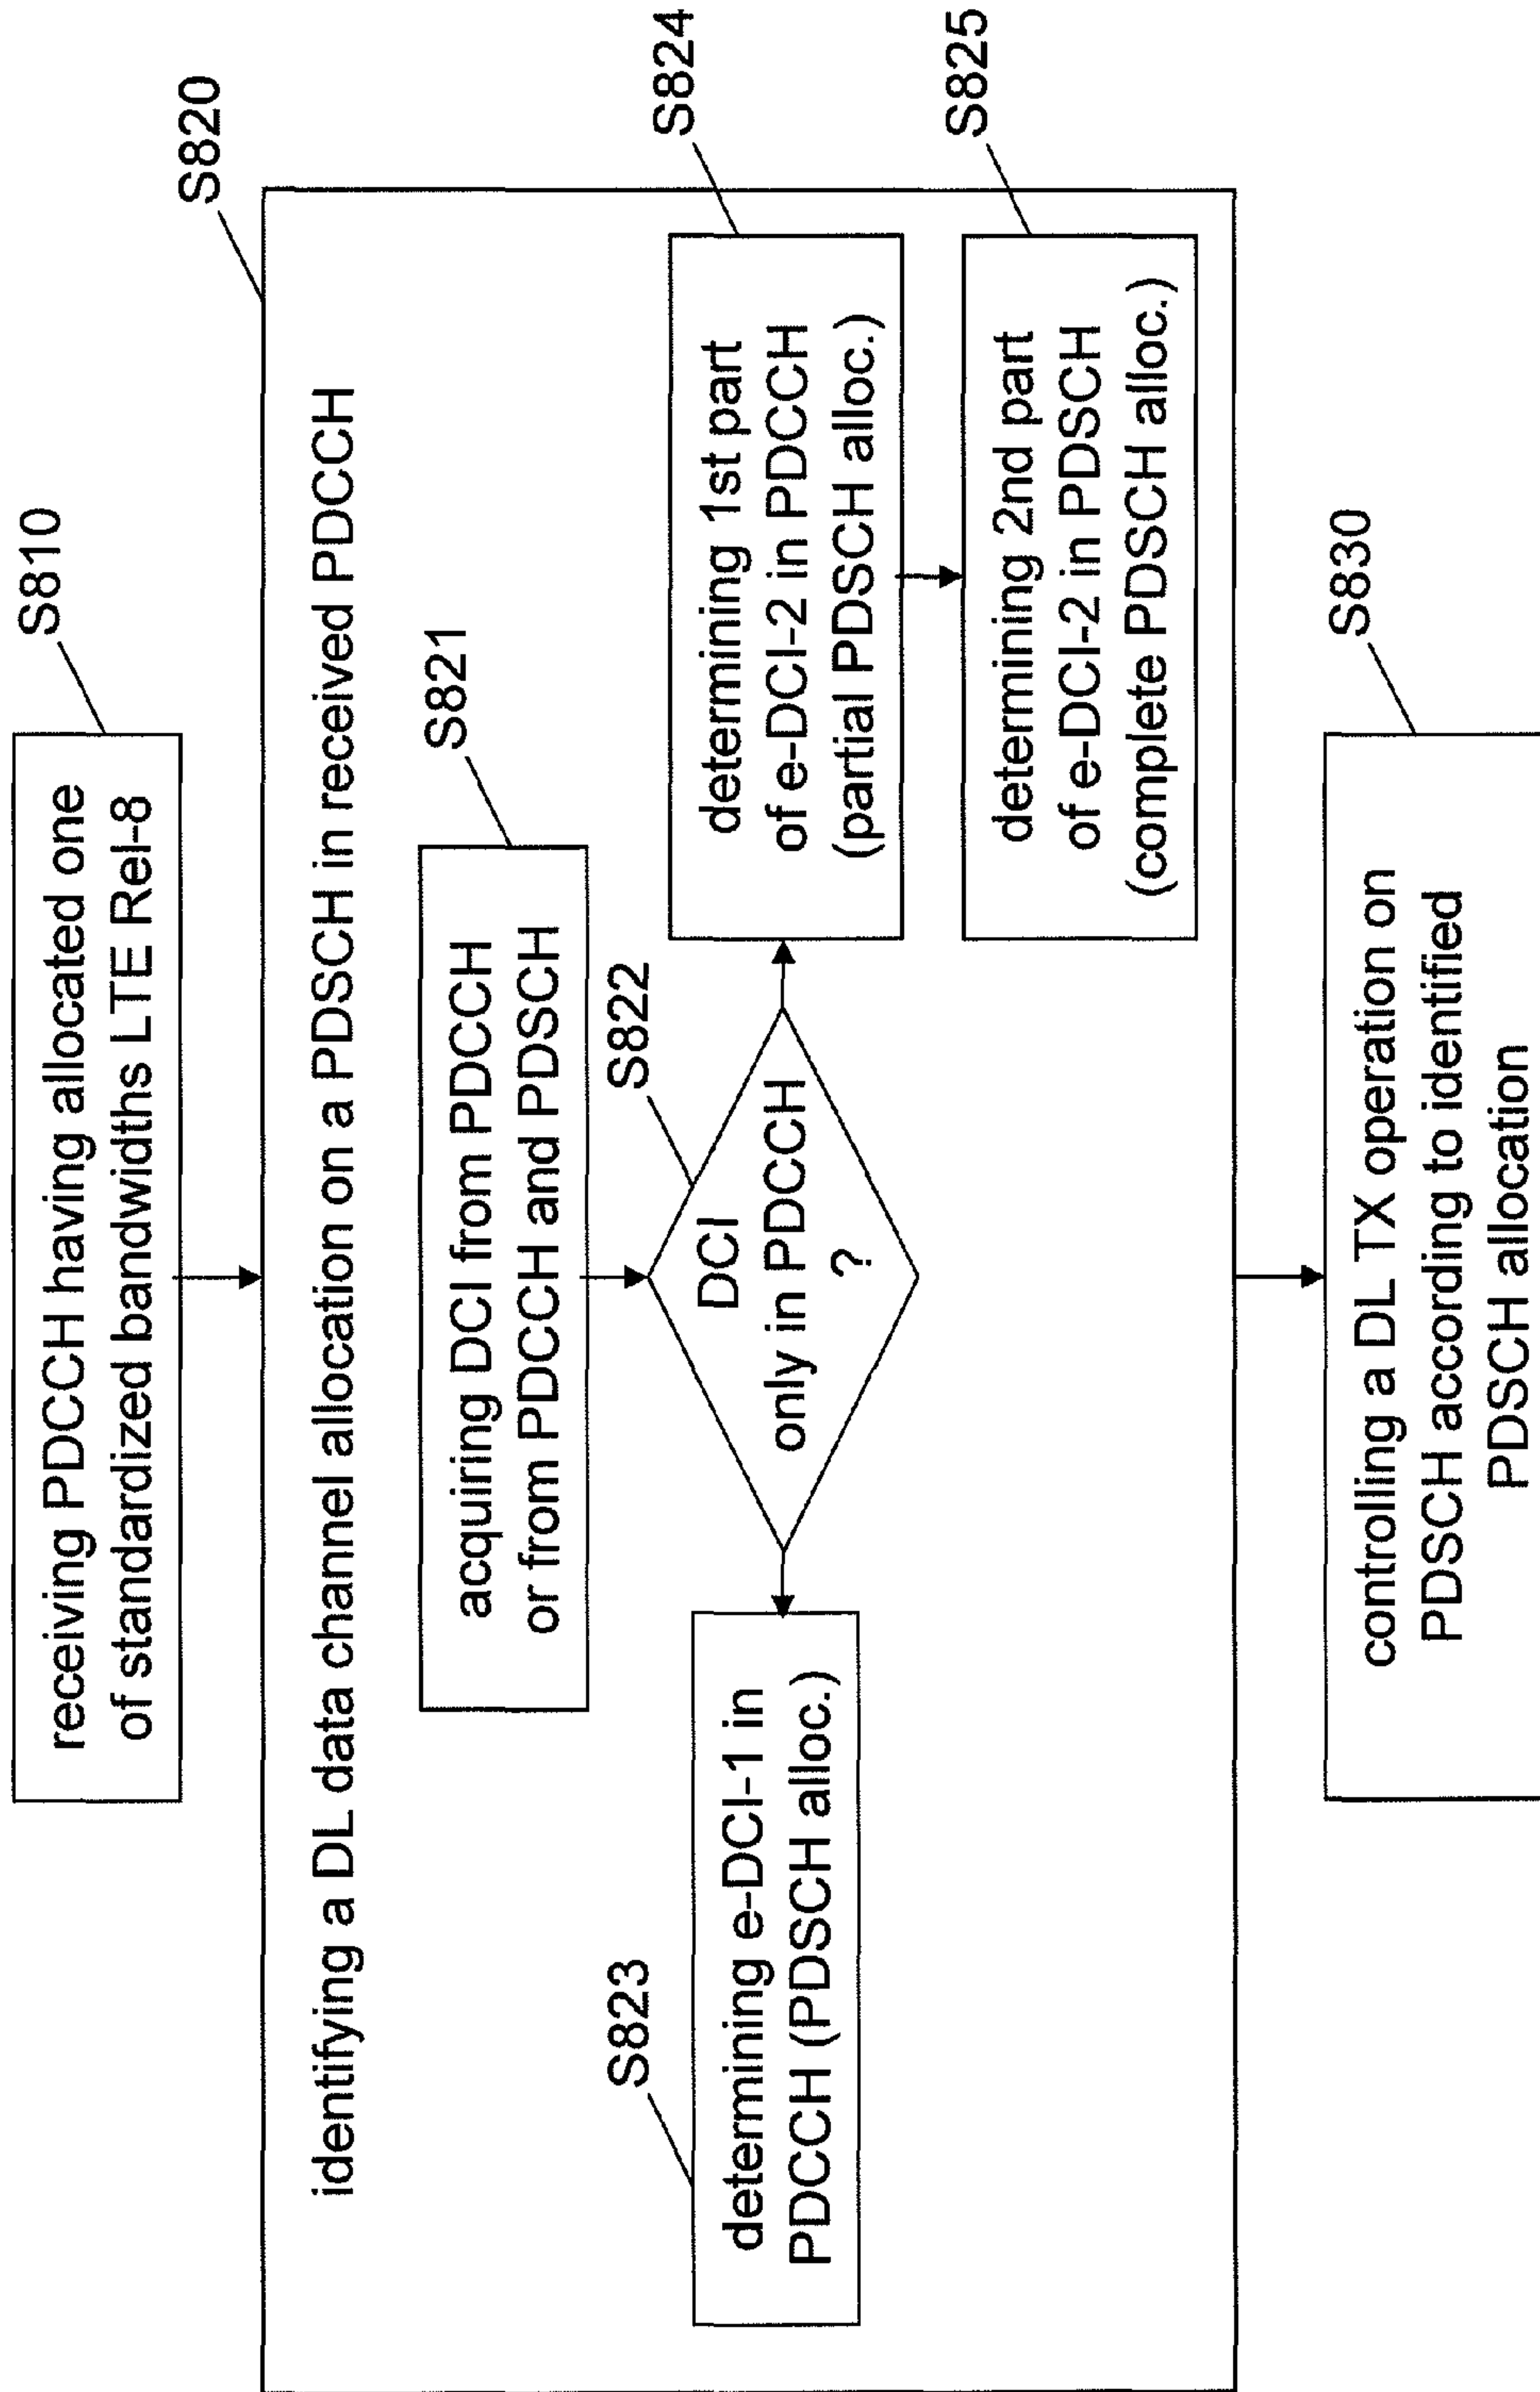 S810
receiving PDCCH having allocated one
of standardized bandwidths LTE Rel-8
S820
identifying a DL data channel allocation on a PDSCH in received PDCCH
S821
acquiring DCI from PDCCH
or from PDCCH and PDSCH
S822
DCI
only in PDCCH
?
S823
determining e-DCI-1 in
PDCCH (PDSCH alloc.)
S824
determining 1st part
of e-DCI-2 in PDCCH
(partial PDSCH alloc.)
S825
determining 2nd part
of e-DCI-2 in PDSCH
(complete PDSCH alloc.)
S830
controlling a DL TX operation on
PDSCH according to identified
PDSCH allocation